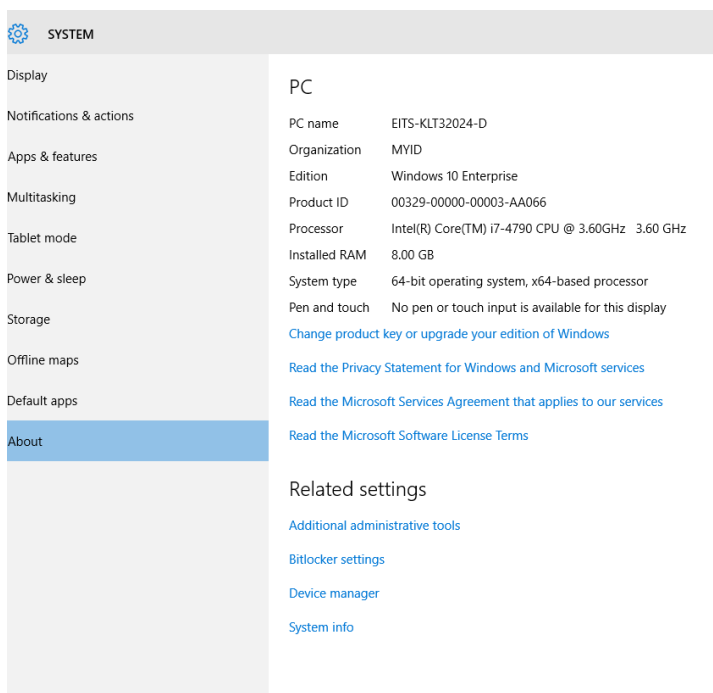 SYSTEM
Display
Notifications & actions
Apps & features
Multitasking
Tablet mode
Power & sleep
Storage
Offline maps
Default apps
About
PC
PC name EITS-KLT32024-D
Organization MYID
Edition Windows 10 Enterprise
Product ID 00329-00000-00003-AA066
Processor Intel(R) Core(TM) i7-4790 CPU @ 3.60GHz 3.60 GHz
Installed RAM 8.00 GB
System type 64-bit operating system, x64-based processor
Pen and touch No pen or touch input is available for this display
Change product key or upgrade your edition of Windows
Read the Privacy Statement for Windows and Microsoft services
Read the Microsoft Services Agreement that applies to our services
Read the Microsoft Software License Terms
Related settings
Additional administrative tools
Bitlocker settings
Device manager
System info